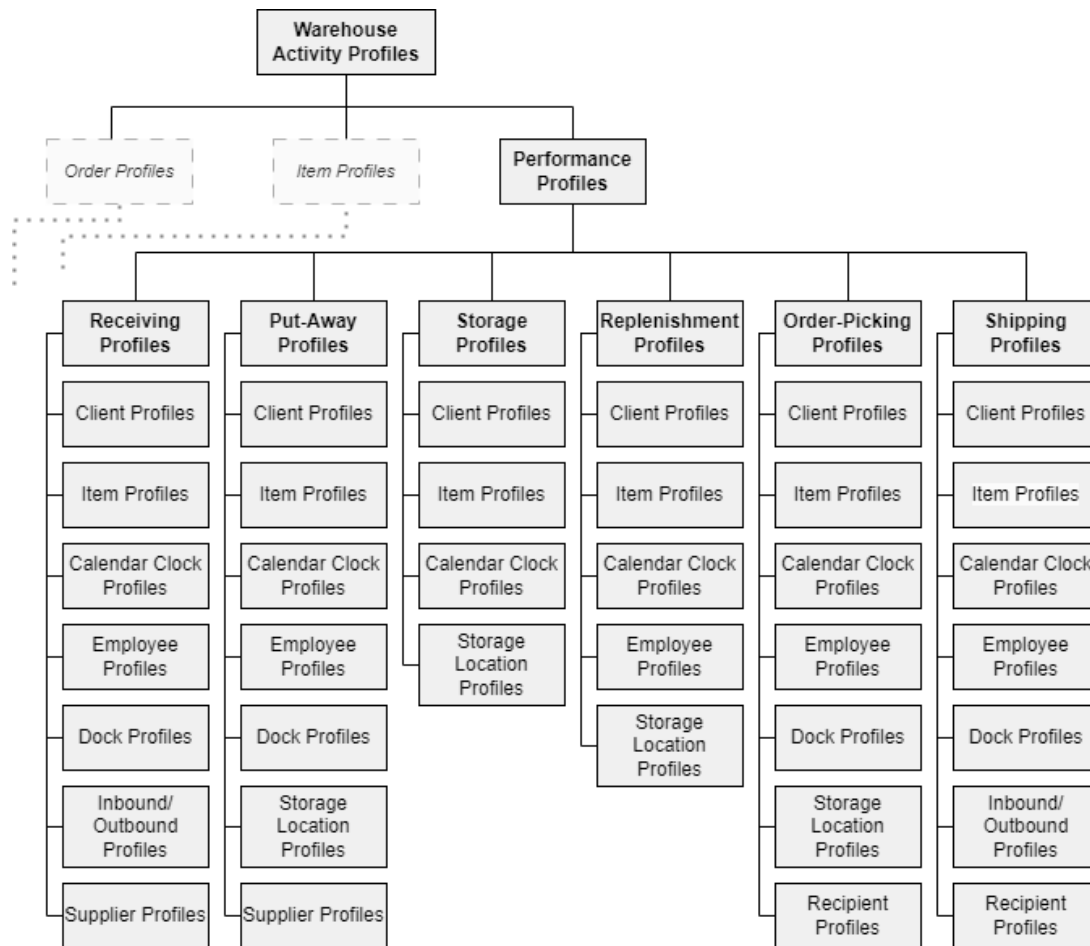 Warehouse
Activity Profiles
Order Profiles
Item Profiles
Performance
Profiles
Receiving
Profiles
Client Profiles
Item Profiles
Calendar Clock
Profiles
Employee
Profiles
Dock Profiles
Inbound/
Outbound
Profiles
Supplier Profiles
Put-Away
Profiles
Client Profiles
Item Profiles
Calendar Clock
Profiles
Employee
Profiles
Dock Profiles
Storage
Location
Profiles
Supplier Profiles
Storage
Profiles
Client Profiles
Item Profiles
Calendar Clock
Profiles
Storage
Location
Profiles
Replenishment
Profiles
Client Profiles
Item Profiles
Calendar Clock
Profiles
Employee
Profiles
Storage
Location
Profiles
Order-Picking
Profiles
Client Profiles
Item Profiles
Calendar Clock
Profiles
Employee
Profiles
Dock Profiles
Storage
Location
Profiles
Recipient
Profiles
Shipping
Profiles
Client Profiles
Item Profiles
Calendar Clock
Profiles
Employee
Profiles
Dock Profiles
Inbound/
Outbound
Profiles
Recipient
Profiles